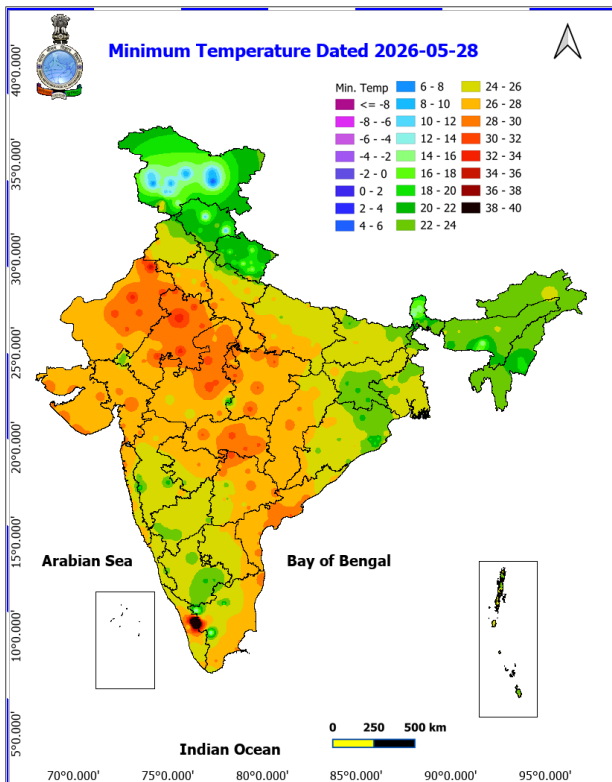 Minimum Temperature Dated 2026-05-28
Min. Temp
<= -8
-8 - -6
-6 - -4
-4 - -2
-2 - 0
0 - 2
2 - 4
4 - 6
6 - 8
8 - 10
10 - 12
12 - 14
14 - 16
16 - 18
18 - 20
20 - 22
22 - 24
24 - 26
26 - 28
28 - 30
30 - 32
32 - 34
34 - 36
36 - 38
38 - 40
40°0.000'
35°0.000'
30°0.000'
25°0.000'
20°0.000'
15°0.000'
10°0.000'
5°0.000'
Arabian Sea
Bay of Bengal
Indian Ocean
0 250 500 km
70°0.000' 75°0.000' 80°0.000' 85°0.000' 90°0.000' 95°0.000'